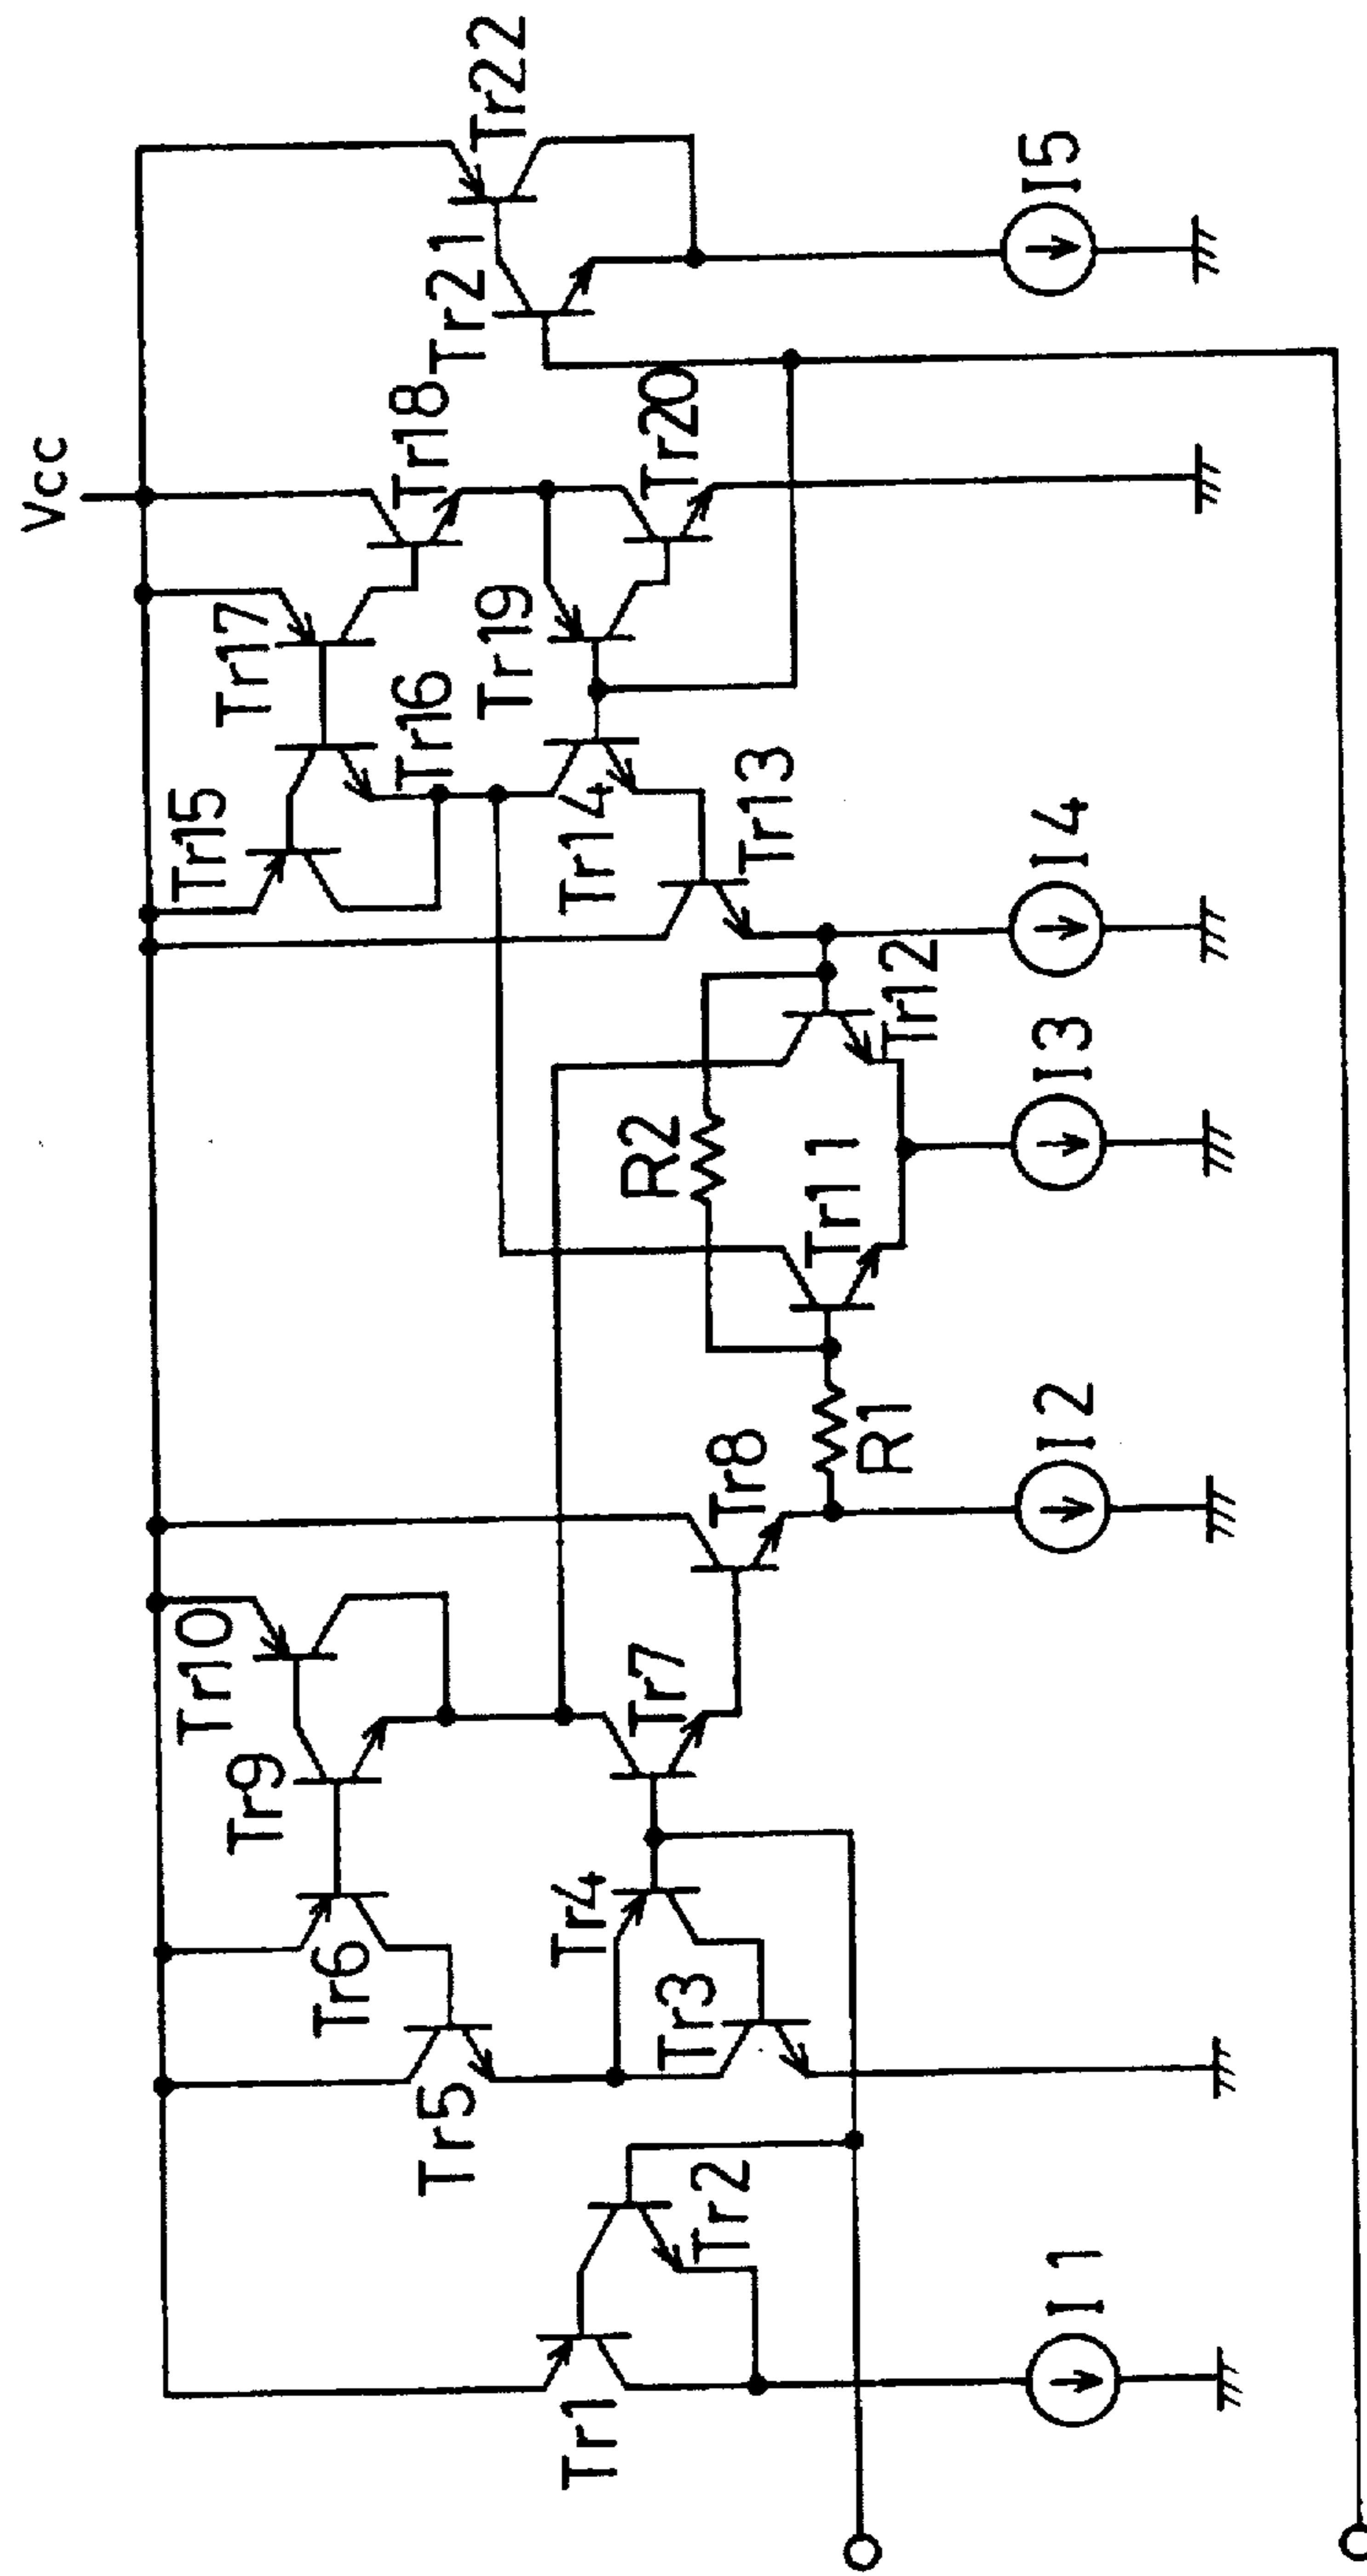 Vcc
Tr1
Tr2
Tr3
Tr4
Tr5
Tr6
Tr7
Tr8
Tr9
Tr10
Tr11
Tr12
Tr13
Tr14
Tr15
Tr16
Tr17
Tr18
Tr19
Tr20
Tr21
Tr22
R1
R2
I1
I2
I3
I4
I5